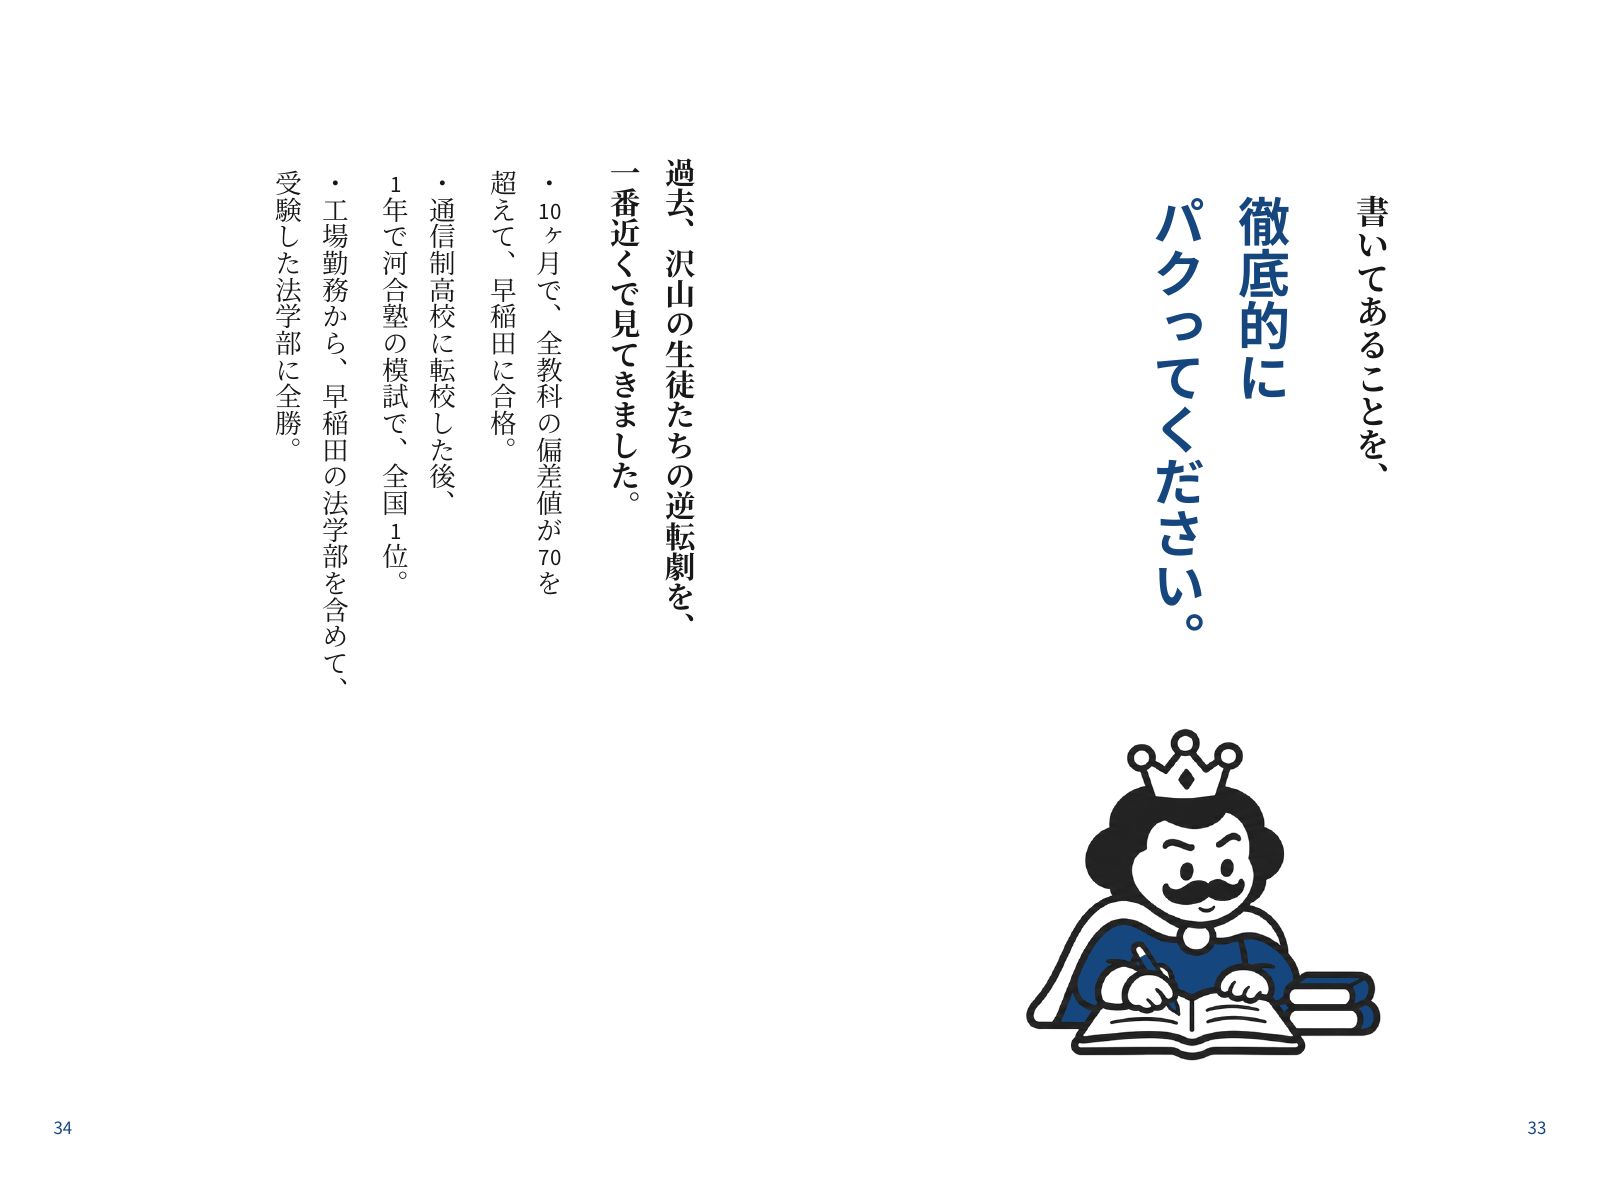 書いてあることを、
徹底的に
パクってください。
33
過去、沢山の生徒たちの逆転劇を、
一番近くで見てきました。
・10ヶ月で、全教科の偏差値が70を
超えて、早稲田に合格。
・通信制高校に転校した後、
1年で河合塾の模試で、全国1位。
・工場勤務から、早稲田の法学部を含めて、
受験した法学部に全勝。
34